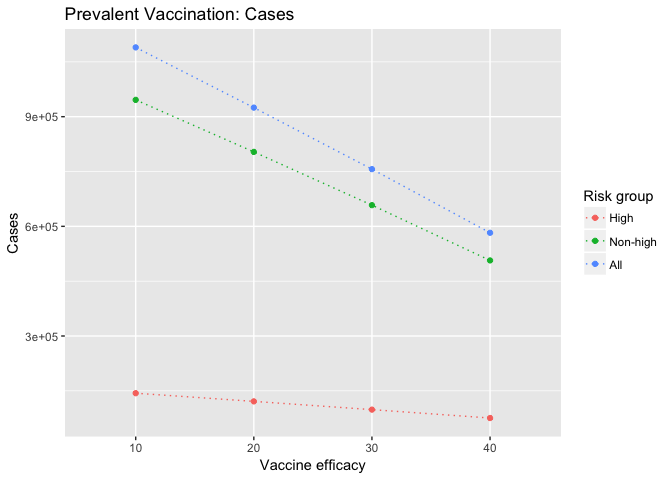 Prevalent Vaccination: Cases
Cases
9e+05
6e+05
3e+05
10 20 30 40
Vaccine efficacy
Risk group
High
Non-high
All